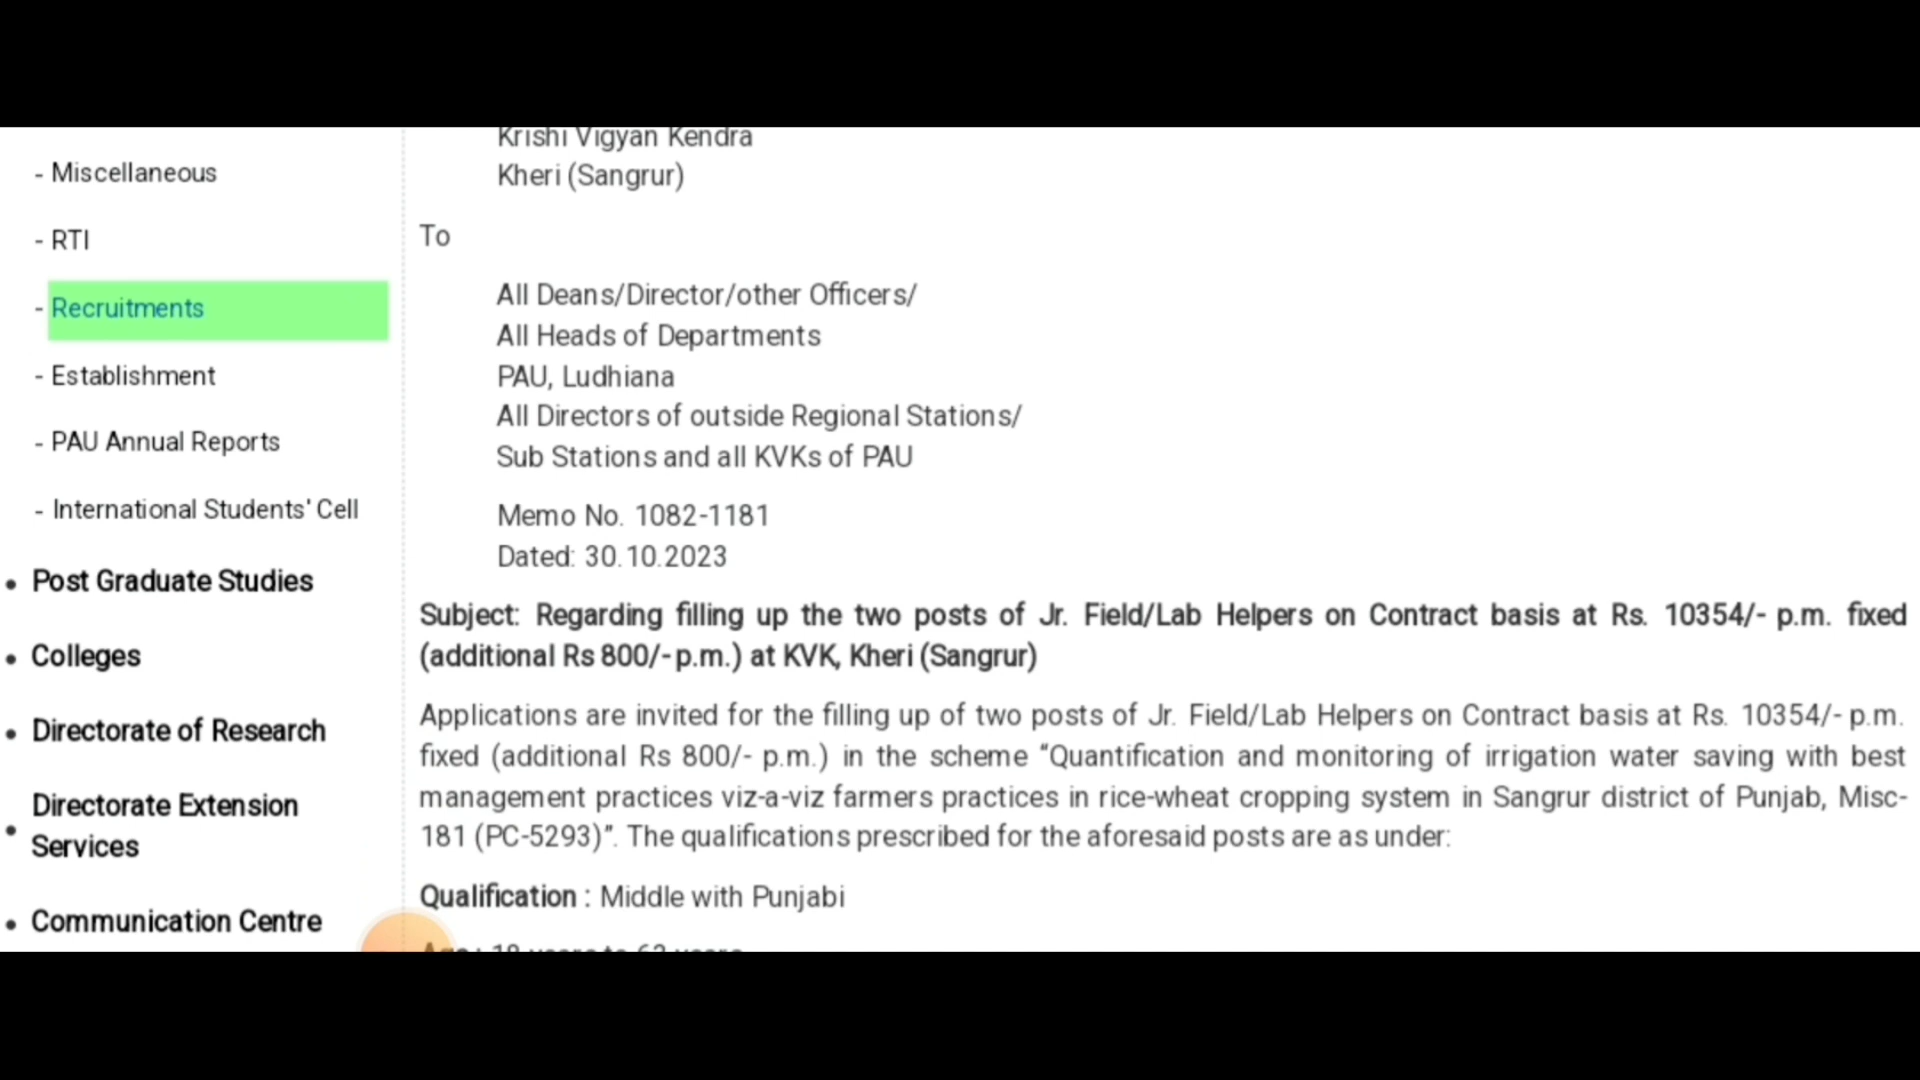 - Miscellaneous
- RTI
- Recruitments
- Establishment
- PAU Annual Reports
- International Students' Cell
• Post Graduate Studies
• Colleges
• Directorate of Research
• Directorate Extension
Services
• Communication Centre
Krishi Vigyan Kendra
Kheri (Sangrur)
To
All Deans/Director/other Officers/
All Heads of Departments
PAU, Ludhiana
All Directors of outside Regional Stations/
Sub Stations and all KVKs of PAU
Memo No. 1082-1181
Dated: 30.10.2023
Subject: Regarding filling up the two posts of Jr. Field/Lab Helpers on Contract basis at Rs. 10354/- p.m. fixed
(additional Rs 800/- p.m.) at KVK, Kheri (Sangrur)
Applications are invited for the filling up of two posts of Jr. Field/Lab Helpers on Contract basis at Rs. 10354/- p.m.
fixed (additional Rs 800/- p.m.) in the scheme “Quantification and monitoring of irrigation water saving with best
management practices viz-a-viz farmers practices in rice-wheat cropping system in Sangrur district of Punjab, Misc-
181 (PC-5293)”. The qualifications prescribed for the aforesaid posts are as under:
Qualification : Middle with Punjabi